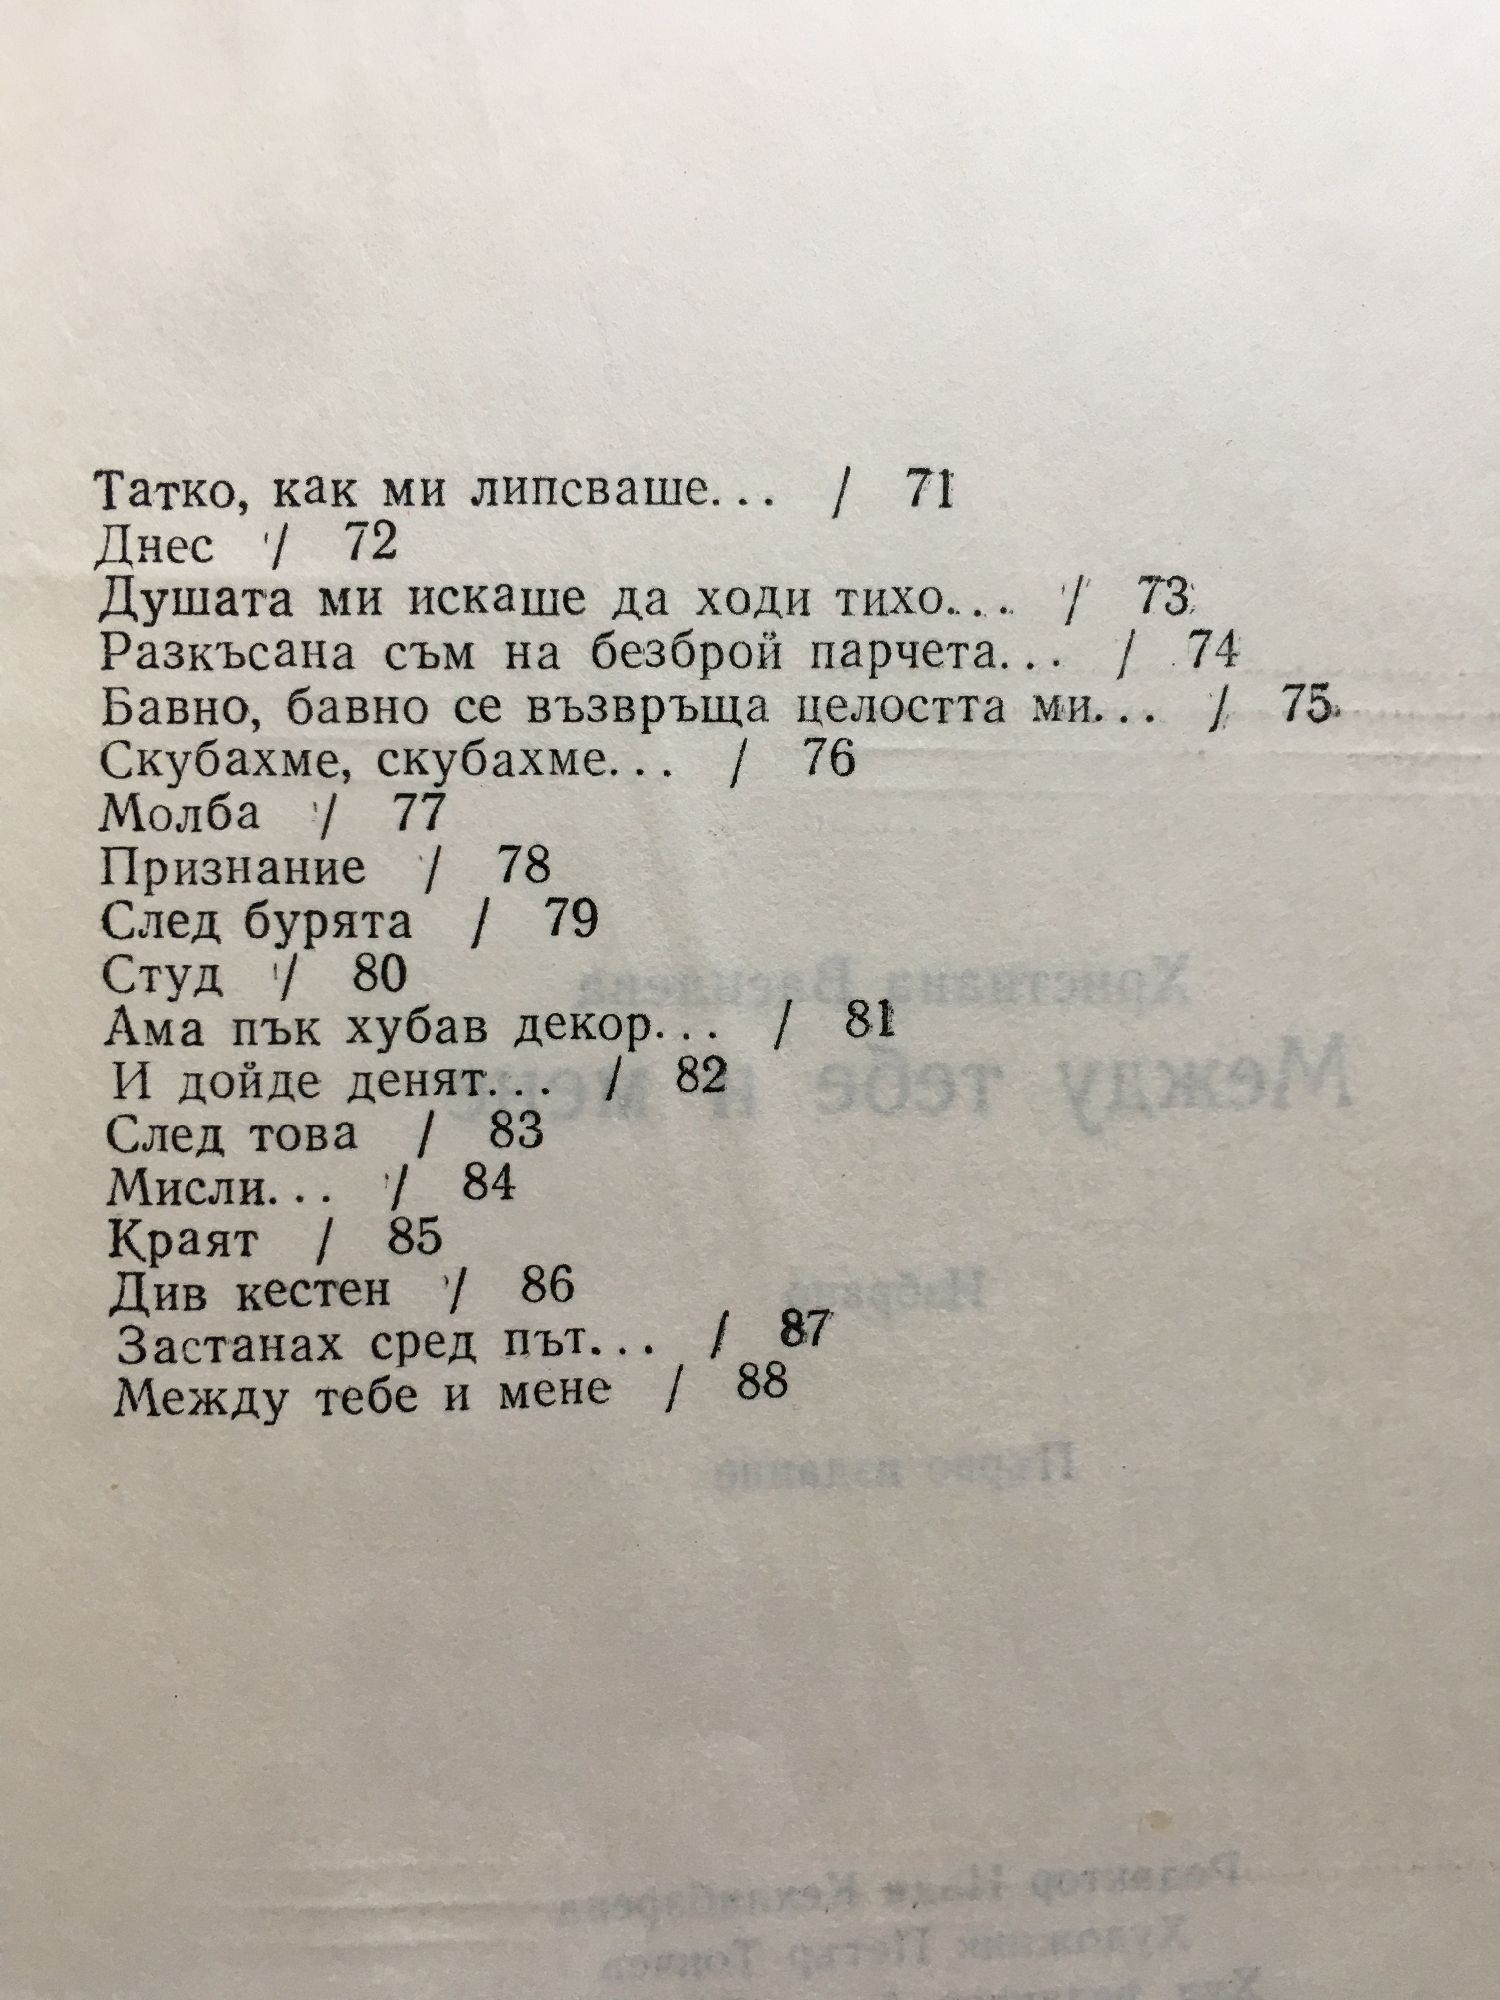 Татко, как ми липсваше... / 71
Днес / 72
Душата ми искаше да ходи тихо... / 73
Разкъсана съм на безброй парчета... / 74
Бавно, бавно се възвръща целостта ми... / 75
Скубахме, скубахме... / 76
Молба / 77
Признание / 78
След бурята / 79
Студ / 80
Ама пък хубав декор... / 81
И дойде денят... / 82
След това / 83
Мисли... / 84
Краят / 85
Див кестен / 86
Застанах сред път... / 87
Между тебе и мене / 88